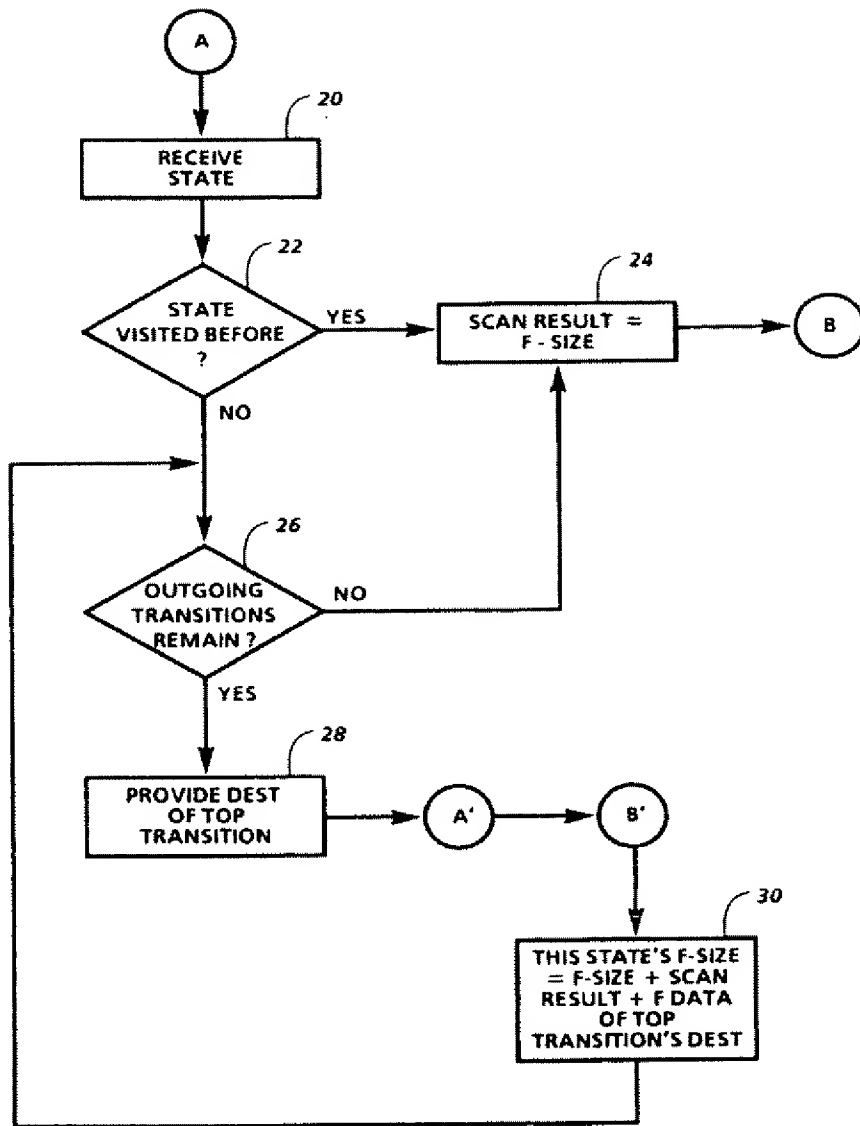 A
20
RECEIVE
STATE
22
STATE
VISITED BEFORE
?
YES
24
SCAN RESULT =
F - SIZE
B
NO
26
OUTGOING
TRANSITIONS
REMAIN ?
NO
YES
28
PROVIDE DEST
OF TOP
TRANSITION
A'
B'
30
THIS STATE'S F-SIZE
= F-SIZE + SCAN
RESULT + F DATA
OF TOP
TRANSITION'S DEST